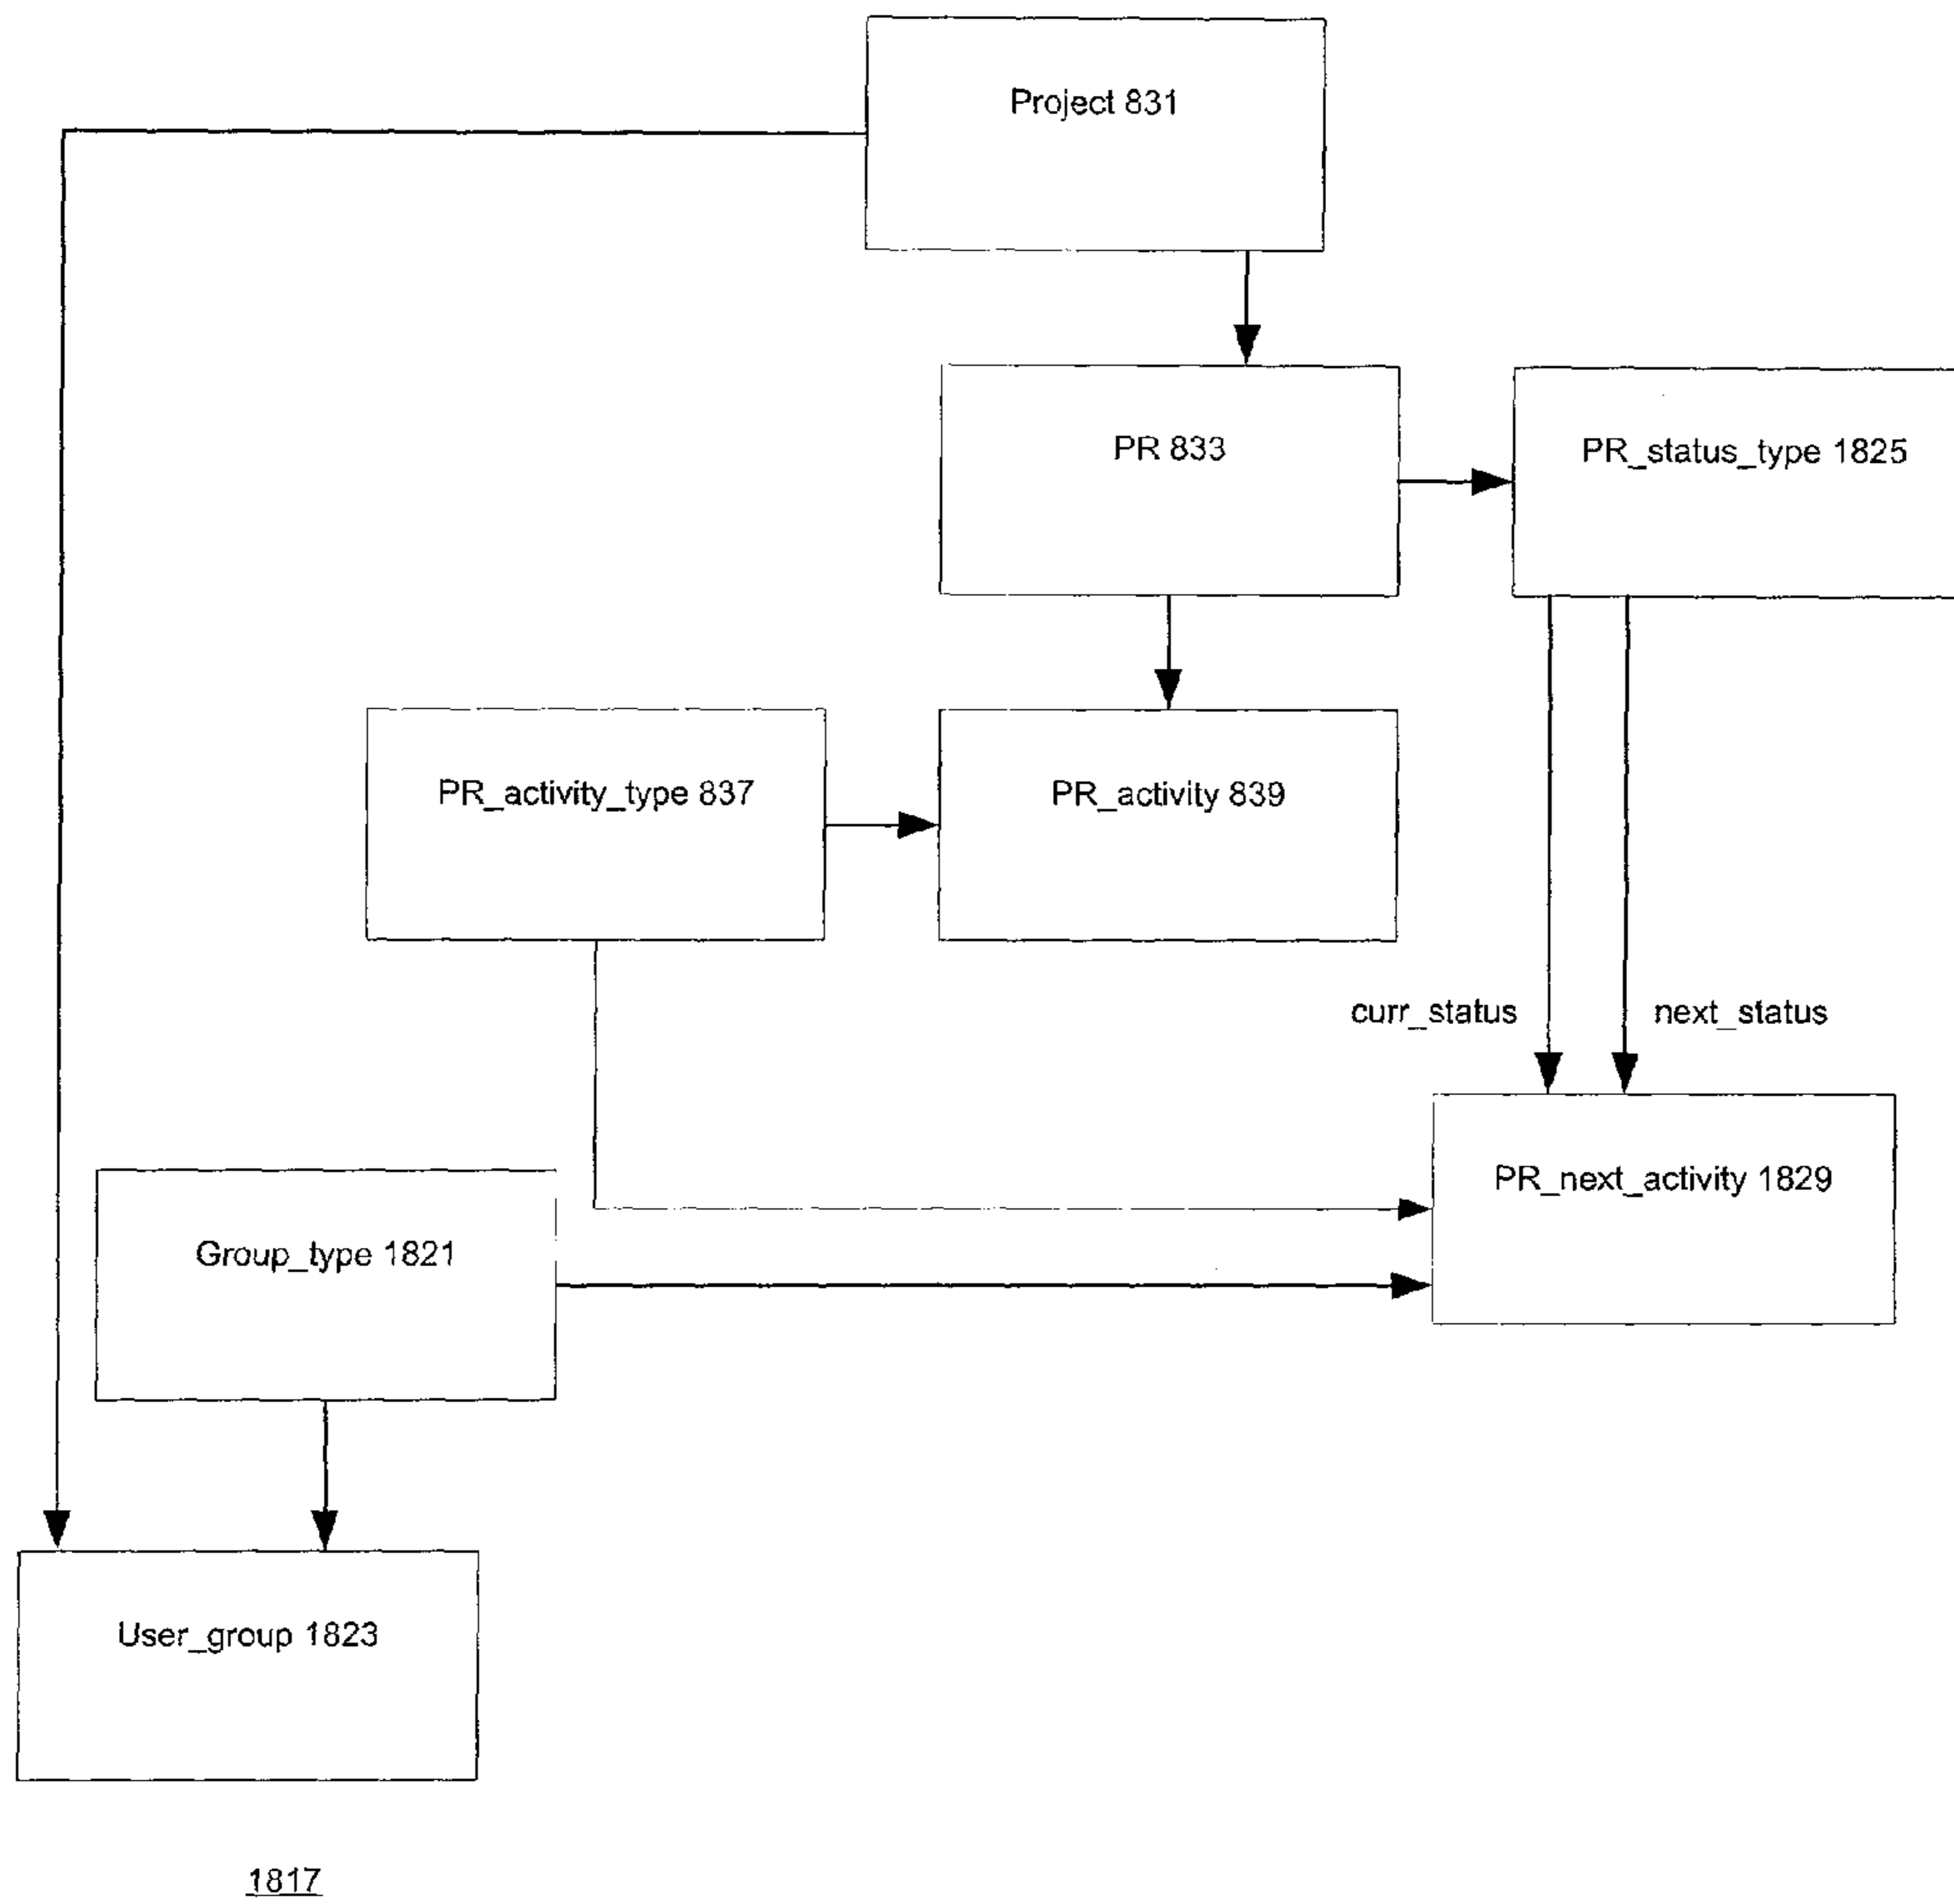 Project 831
PR 833
PR_status_type 1825
PR_activity_type 837
PR_activity 839
curr_status
next_status
PR_next_activity 1829
Group_type 1821
User_group 1823
1817